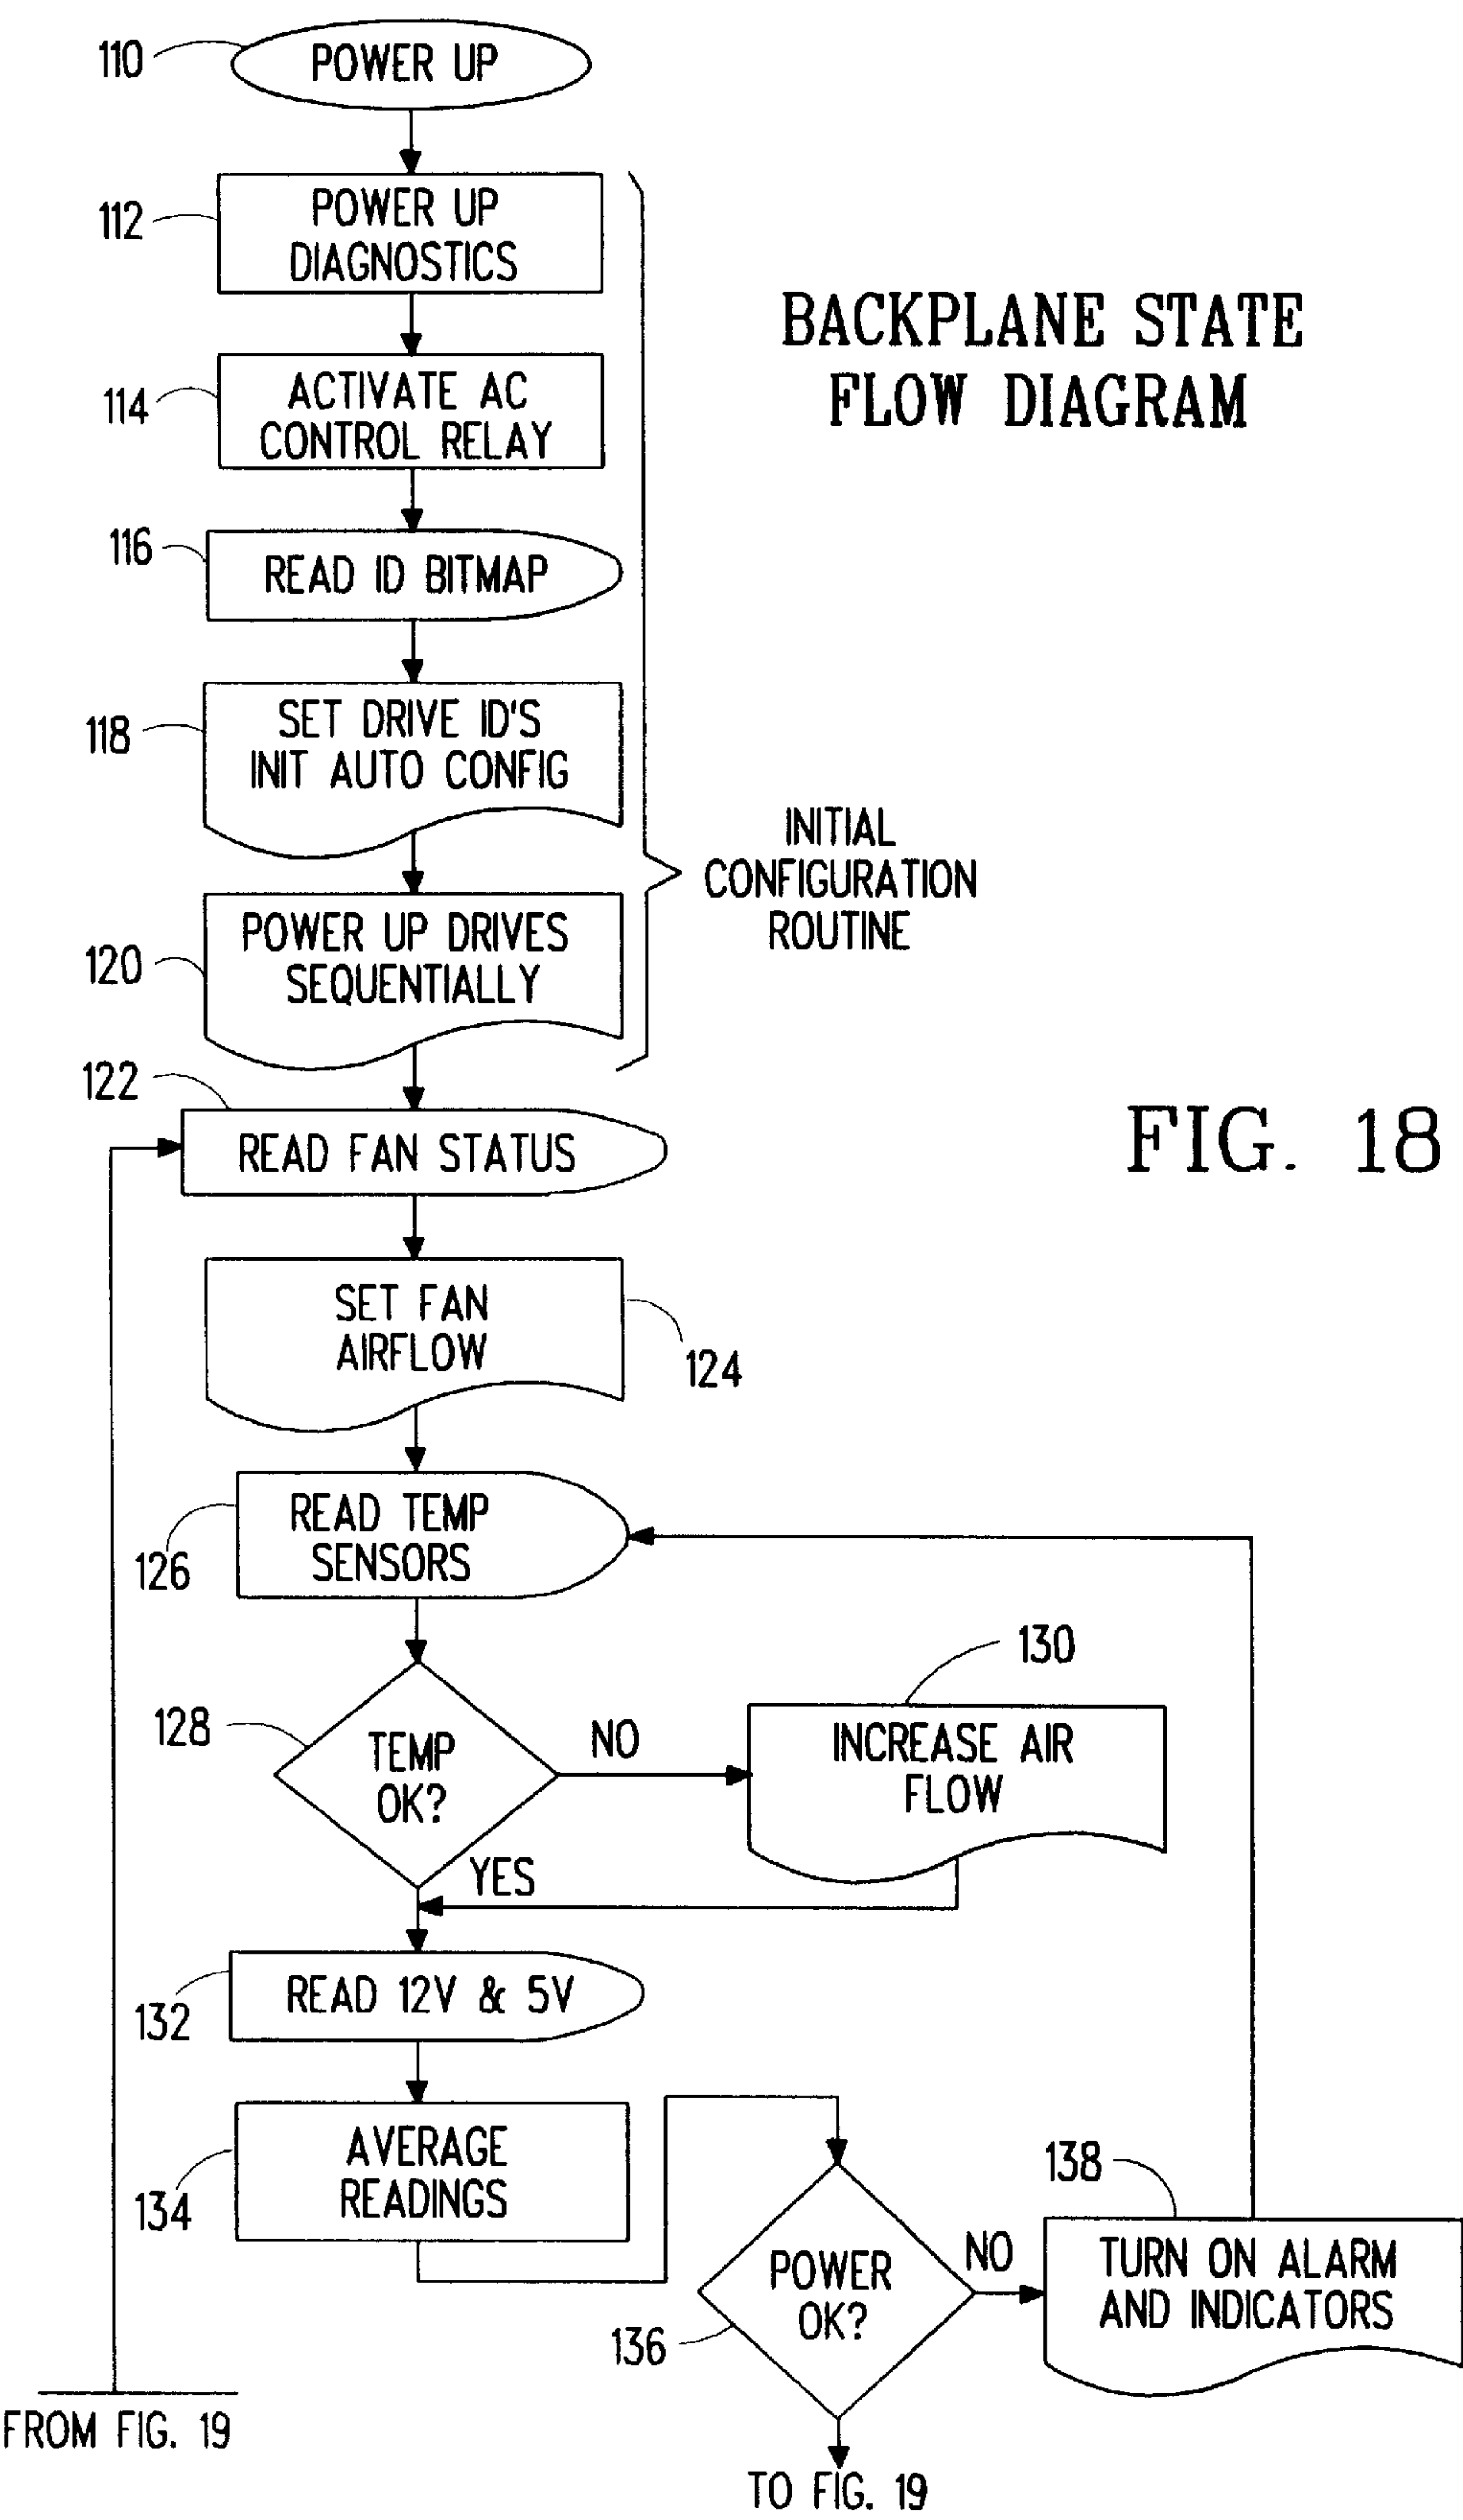 110
POWER UP
112
POWER UP
DIAGNOSTICS
BACKPLANE STATE
FLOW DIAGRAM
114
ACTIVATE AC
CONTROL RELAY
116
READ ID BITMAP
118
SET DRIVE ID'S
INIT AUTO CONFIG
INITIAL
CONFIGURATION
ROUTINE
120
POWER UP DRIVES
SEQUENTIALLY
122
READ FAN STATUS
FIG. 18
SET FAN
AIRFLOW
124
READ TEMP
SENSORS
126
128
TEMP
OK?
NO
130
INCREASE AIR
FLOW
YES
132
READ 12V & 5V
134
AVERAGE
READINGS
136
POWER
OK?
NO
138
TURN ON ALARM
AND INDICATORS
FROM FIG. 19
TO FIG. 19